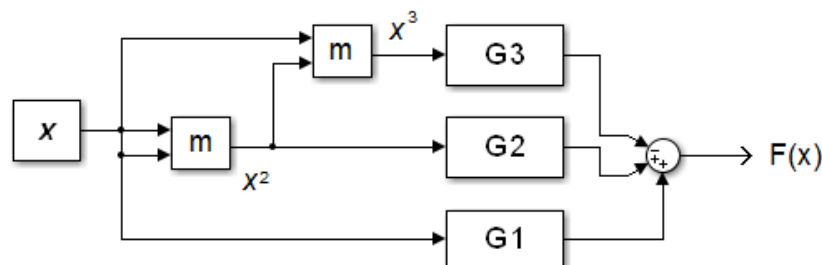 x³
m
G3
x
m
G2
F(x)
x²
G1
−
+
+